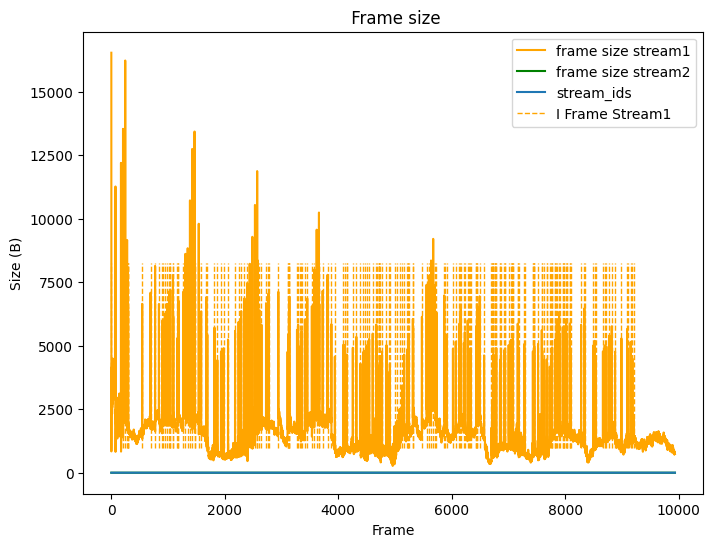 Frame size
frame size stream1
frame size stream2
stream_ids
I Frame Stream1
Size (B)
15000
12500
10000
7500
5000
2500
0
0 2000 4000 6000 8000 10000
Frame